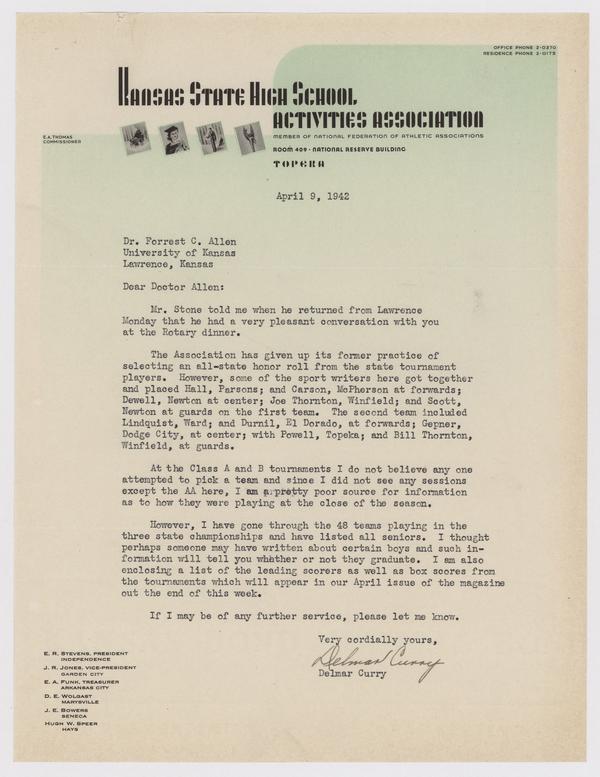 OFFICE PHONE 2-0370
RESIDENCE PHONE 2-0175
KANSAS STATE HIGH SCHOOL
ACTIVITIES ASSOCIATION
MEMBER OF NATIONAL FEDERATION OF ATHLETIC ASSOCIATIONS
E.A. THOMAS
COMMISSIONER
ROOM 409 · NATIONAL RESERVE BUILDING
TOPEKA
April 9, 1942
Dr. Forrest C. Allen
University of Kansas
Lawrence, Kansas
Dear Doctor Allen:
Mr. Stone told me when he returned from Lawrence
Monday that he had a very pleasant conversation with you
at the Rotary dinner.
The Association has given up its former practice of
selecting an all-state honor roll from the state tournament
players. However, some of the sport writers here got together
and placed Hall, Parsons; and Carson, McPherson at forwards;
Dewell, Newton at center; Joe Thornton, Winfield; and Scott,
Newton at guards on the first team. The second team included
Lindquist, Ward; and Durnil, El Dorado, at forwards; Gepner,
Dodge City, at center; with Powell, Topeka; and Bill Thornton,
Winfield, at guards.
At the Class A and B tournaments I do not believe any one
attempted to pick a team and since I did not see any sessions
except the AA here, I am a pretty poor source for information
as to how they were playing at the close of the season.
However, I have gone through the 48 teams playing in the
three state championships and have listed all seniors. I thought
perhaps someone may have written about certain boys and such in-
formation will tell you whether or not they graduate. I am also
enclosing a list of the leading scorers as well as box scores from
the tournaments which will appear in our April issue of the magazine
out the end of this week.
If I may be of any further service, please let me know.
Very cordially yours,
Delmar Curry
Delmar Curry
E. R. STEVENS, PRESIDENT
INDEPENDENCE
J. R. JONES, VICE-PRESIDENT
GARDEN CITY
E. A. FUNK, TREASURER
ARKANSAS CITY
D. E. WOLGAST
MARYSVILLE
J. E. BOWERS
SENECA
HUGH W. SPEER
HAYS